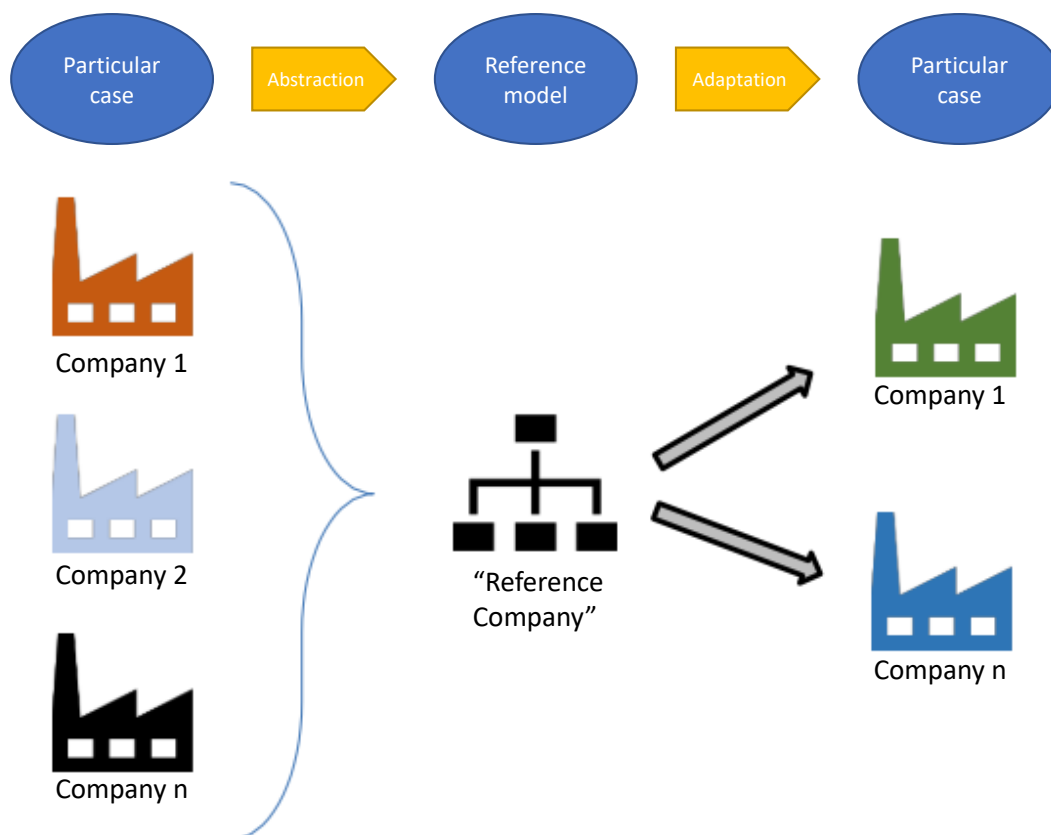 Particular
case
Abstraction
Reference
model
Adaptation
Particular
case
Company 1
Company 2
Company n
“Reference
Company”
Company 1
Company n